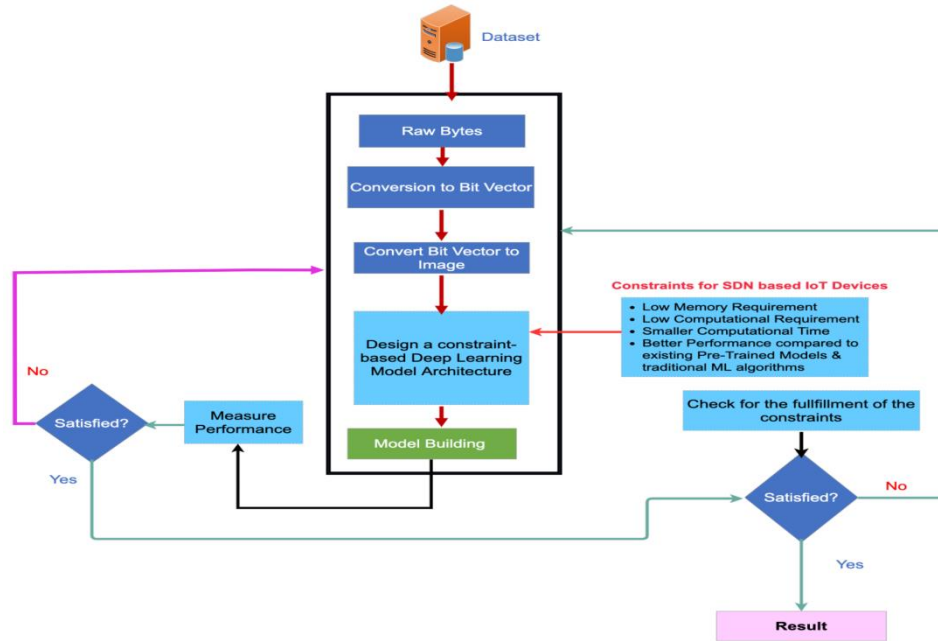 Dataset
Raw Bytes
Conversion to Bit Vector
Convert Bit Vector to
Image
Constraints for SDN based IoT Devices
• Low Memory Requirement
• Low Computational Requirement
• Smaller Computational Time
• Better Performance compared to
existing Pre-Trained Models &
traditional ML algorithms
Design a constraint-
based Deep Learning
Model Architecture
No
Satisfied?
Measure
Performance
Model Building
Yes
Check for the fullfillment of the
constraints
Satisfied?
No
Yes
Result